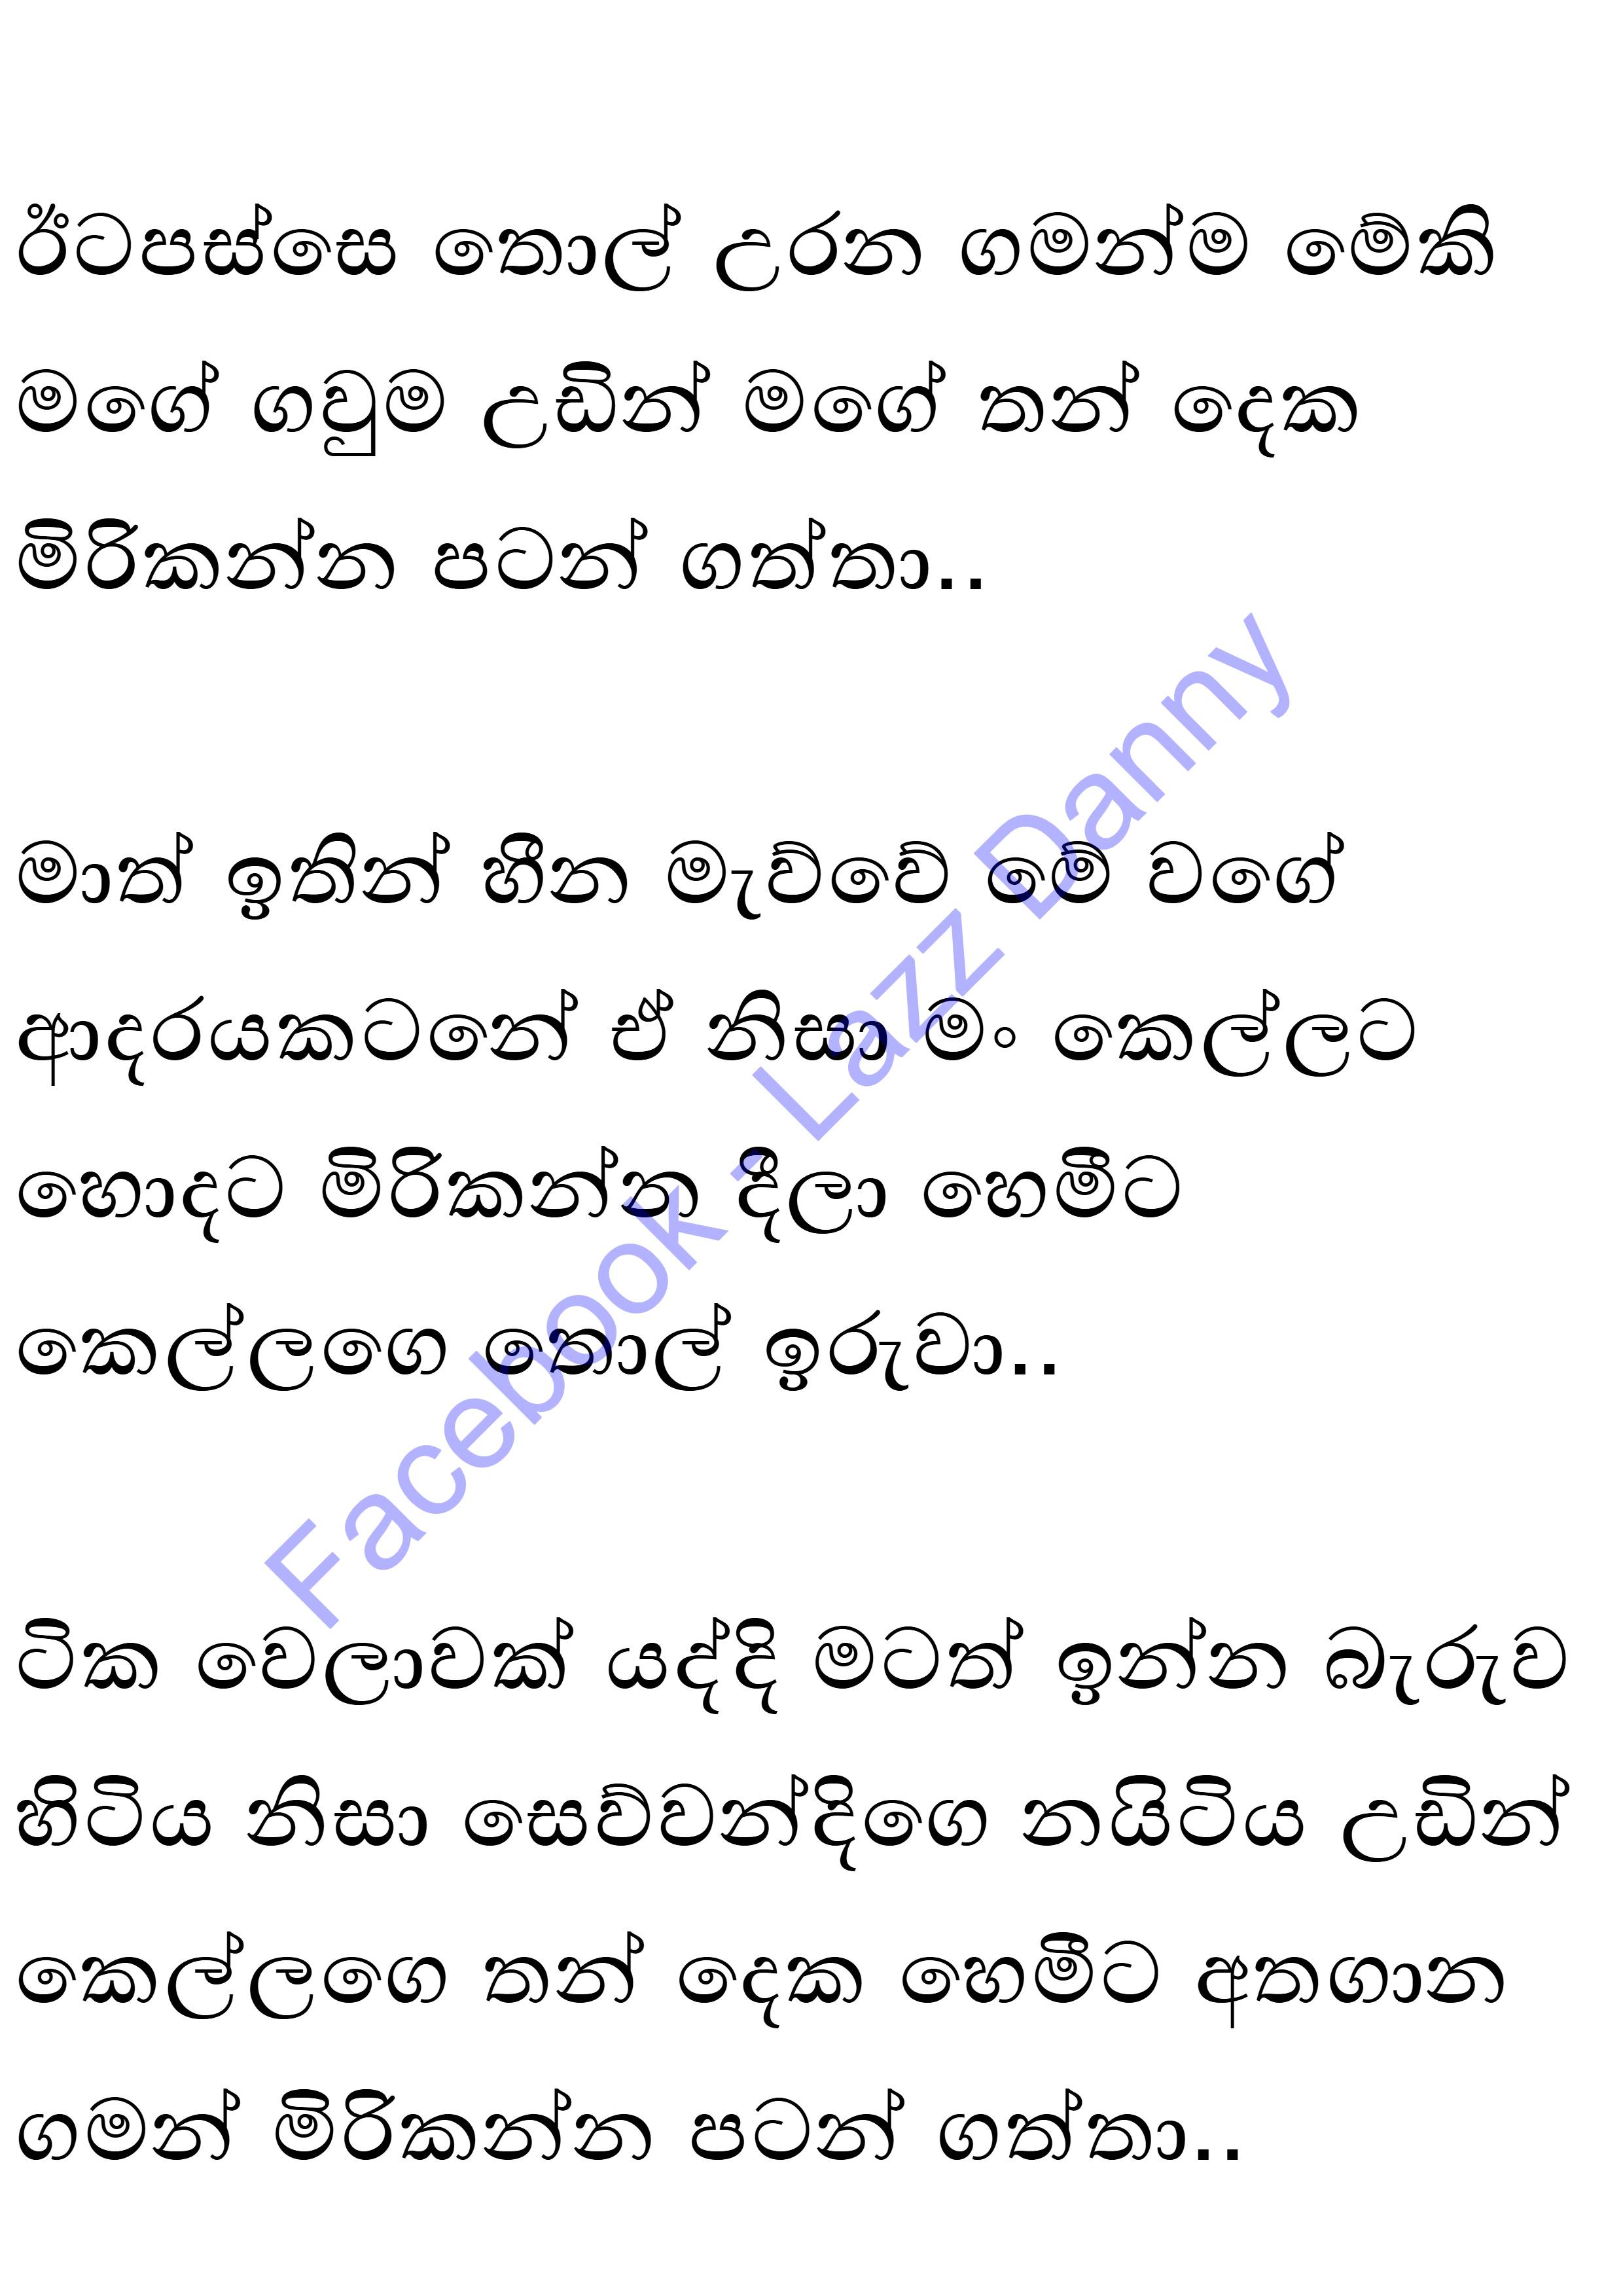 ඊටපස්සෙ තොල් උරන ගමන්ම මේකි
මගේ ගවුම උඩින් මගේ තන් දෙක
මිරිකන්න පටන් ගත්තා..
මාත් ඉතින් හීන මැව්වේ මේ වගේ
ආදරයකටනේ ඒ නිසා මං කෙල්ලට
හොදට මිරිකන්න දීලා හෙමීට
කෙල්ලගෙ තොල් ඉරුවා..
ටික වෙලාවක් යද්දි මටත් ඉන්න බැරුව
හිටිය නිසා සෙව්වන්දිගෙ නයිටිය උඩින්
කෙල්ලගෙ තන් දෙක හෙමීට අතගාන
ගමන් මිරිකන්න පටන් ගත්තා..
Facebook - Lazz Danny